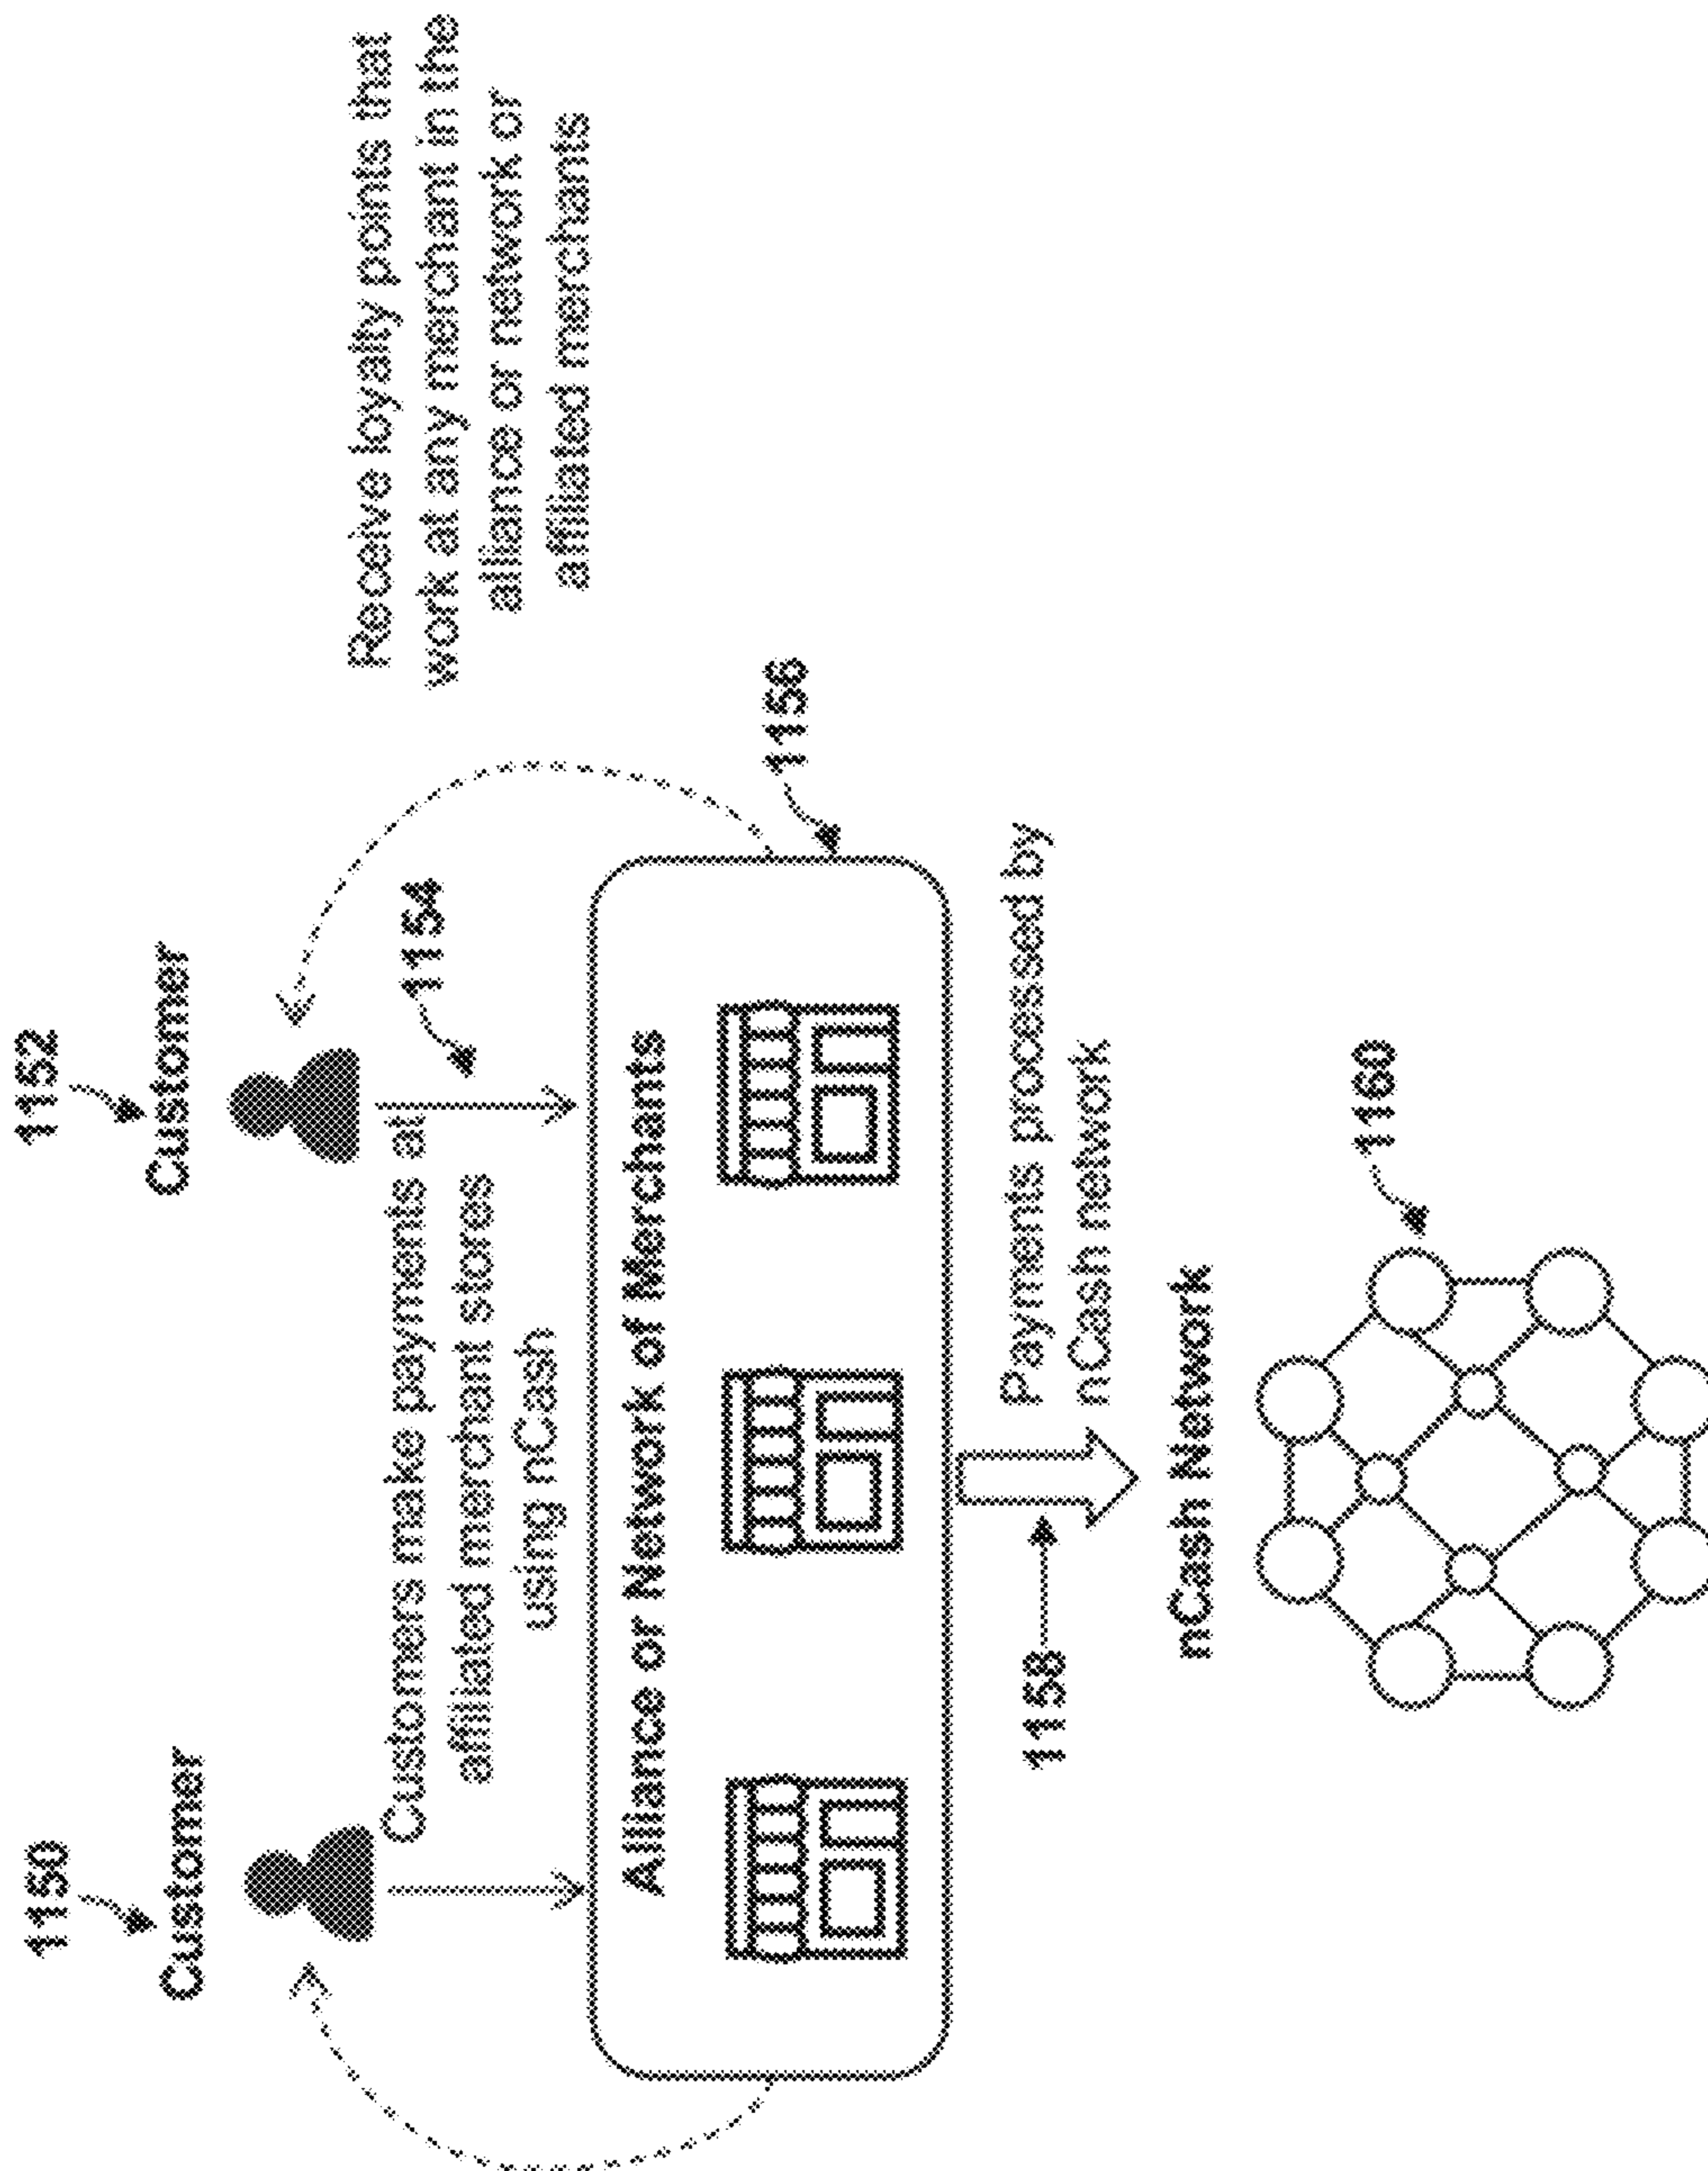 1150
1152
Customer
Customer
1154
Customers make payments at
affiliated merchant stores
using nCash
Receive loyalty points that
work at any merchant in the
alliance or network or
affiliated merchants
1156
Alliance or Network of Merchants
1158
Payments processed by
nCash network
nCash Network
1160